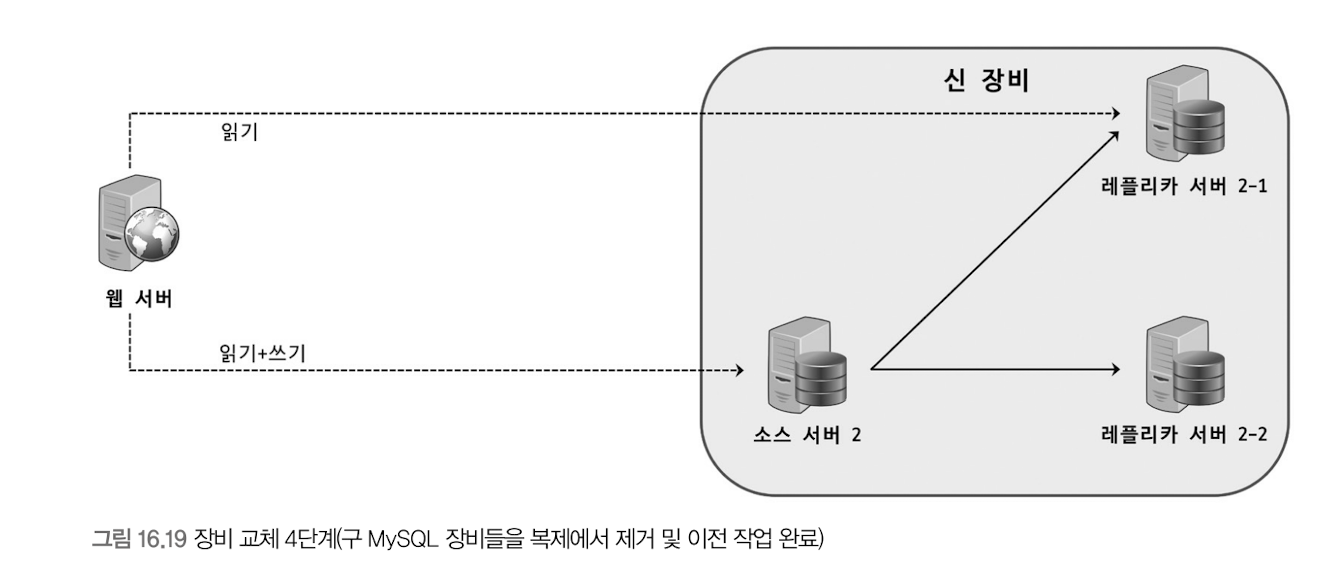 신 장비
읽기
레플리카 서버 2-1
웹 서버
읽기+쓰기
소스 서버 2
레플리카 서버 2-2
그림 16.19 장비 교체 4단계(구 MySQL 장비들을 복제에서 제거 및 이전 작업 완료)